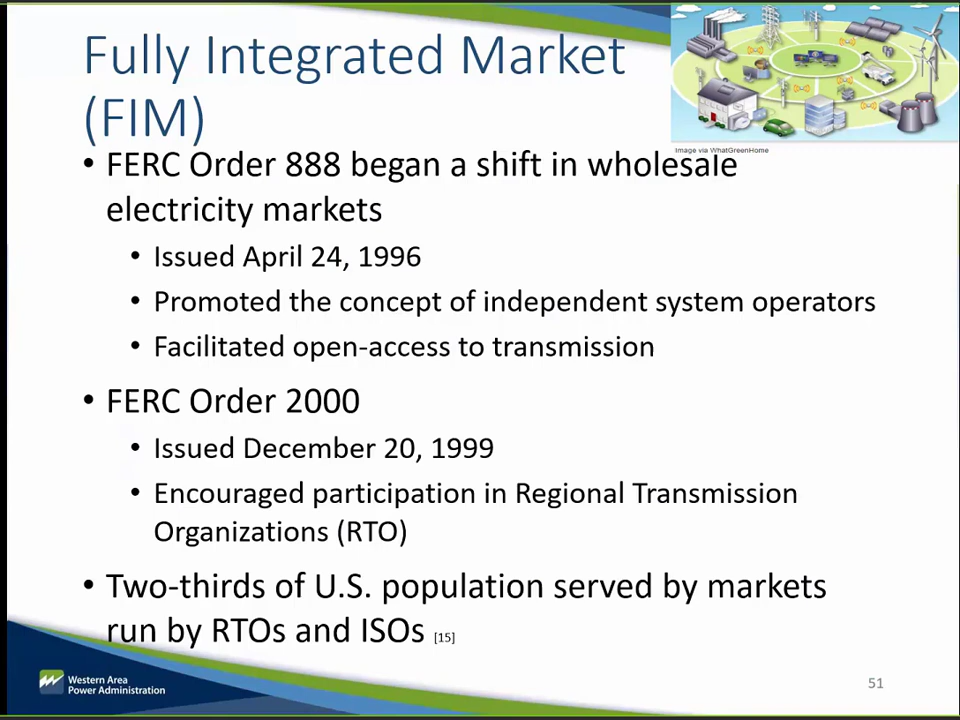 Fully Integrated Market
(FIM)
Image via WhatGreenHome
• FERC Order 888 began a shift in wholesale
electricity markets
• Issued April 24, 1996
• Promoted the concept of independent system operators
• Facilitated open-access to transmission
• FERC Order 2000
• Issued December 20, 1999
• Encouraged participation in Regional Transmission
Organizations (RTO)
• Two-thirds of U.S. population served by markets
run by RTOs and ISOs [15]
Western Area
Power Administration
51